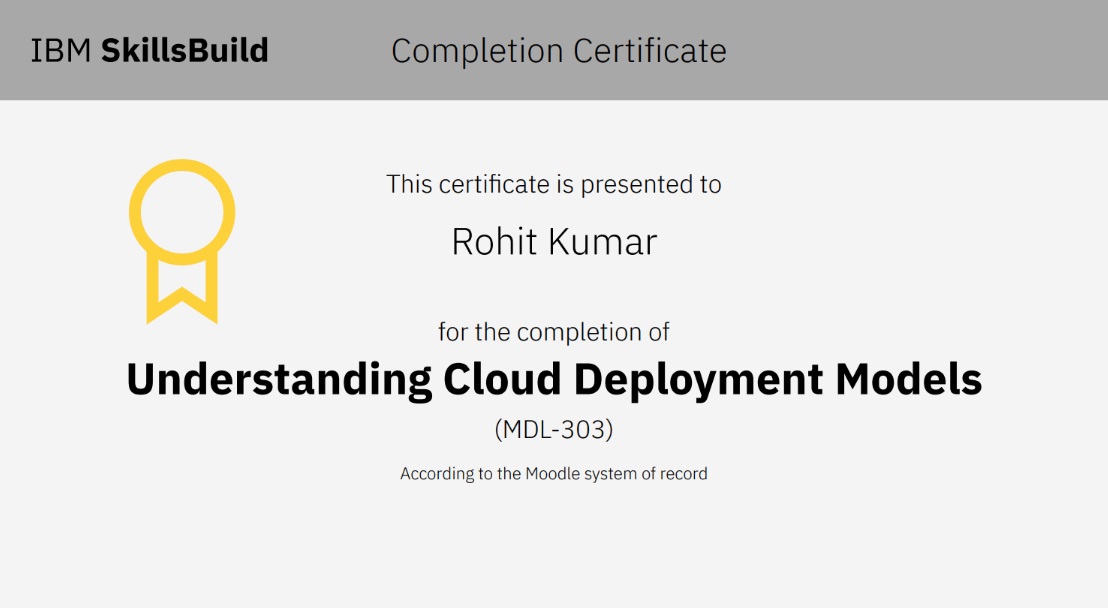 IBM SkillsBuild
Completion Certificate
This certificate is presented to
Rohit Kumar
for the completion of
Understanding Cloud Deployment Models
(MDL-303)
According to the Moodle system of record